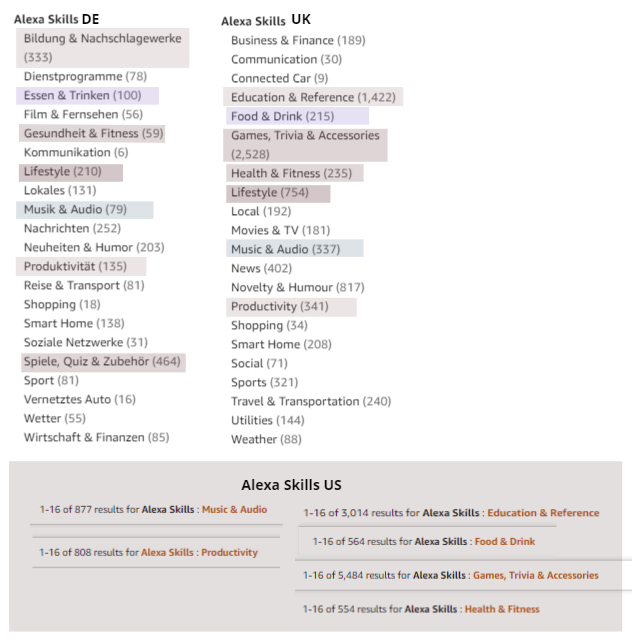 Alexa Skills DE
Bildung & Nachschlagewerke
(333)
Dienstprogramme (78)
Essen & Trinken (100)
Film & Fernsehen (56)
Gesundheit & Fitness (59)
Kommunikation (6)
Lifestyle (210)
Lokales (131)
Musik & Audio (79)
Nachrichten (252)
Neuheiten & Humor (203)
Produktivität (135)
Reise & Transport (81)
Shopping (18)
Smart Home (138)
Soziale Netzwerke (31)
Spiele, Quiz & Zubehör (464)
Sport (81)
Vernetztes Auto (16)
Wetter (55)
Wirtschaft & Finanzen (85)
Alexa Skills UK
Business & Finance (189)
Communication (30)
Connected Car (9)
Education & Reference (1,422)
Food & Drink (215)
Games, Trivia & Accessories
(2,528)
Health & Fitness (235)
Lifestyle (754)
Local (192)
Movies & TV (181)
Music & Audio (337)
News (402)
Novelty & Humour (817)
Productivity (341)
Shopping (34)
Smart Home (208)
Social (71)
Sports (321)
Travel & Transportation (240)
Utilities (144)
Weather (88)
Alexa Skills US
1-16 of 877 results for Alexa Skills : Music & Audio
1-16 of 808 results for Alexa Skills : Productivity
1-16 of 3,014 results for Alexa Skills : Education & Reference
1-16 of 564 results for Alexa Skills : Food & Drink
1-16 of 5,484 results for Alexa Skills : Games, Trivia & Accessories
1-16 of 554 results for Alexa Skills : Health & Fitness